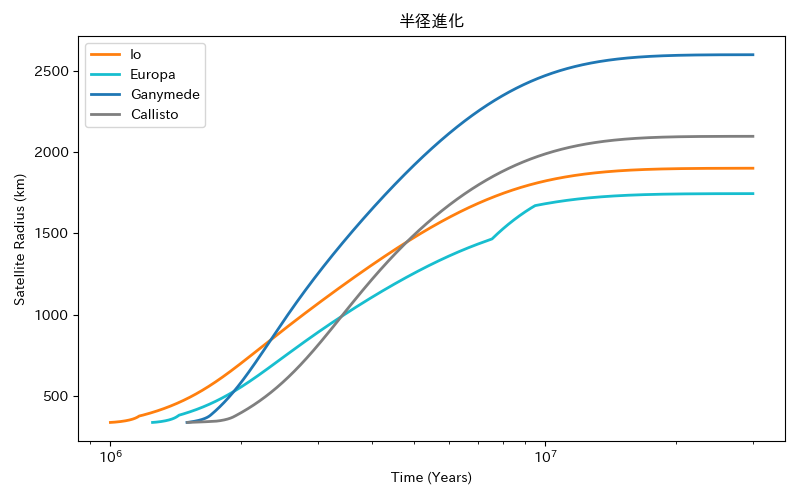 半径進化
Io
Europa
Ganymede
Callisto
Satellite Radius (km)
2500
2000
1500
1000
500
10⁶
10⁷
Time (Years)